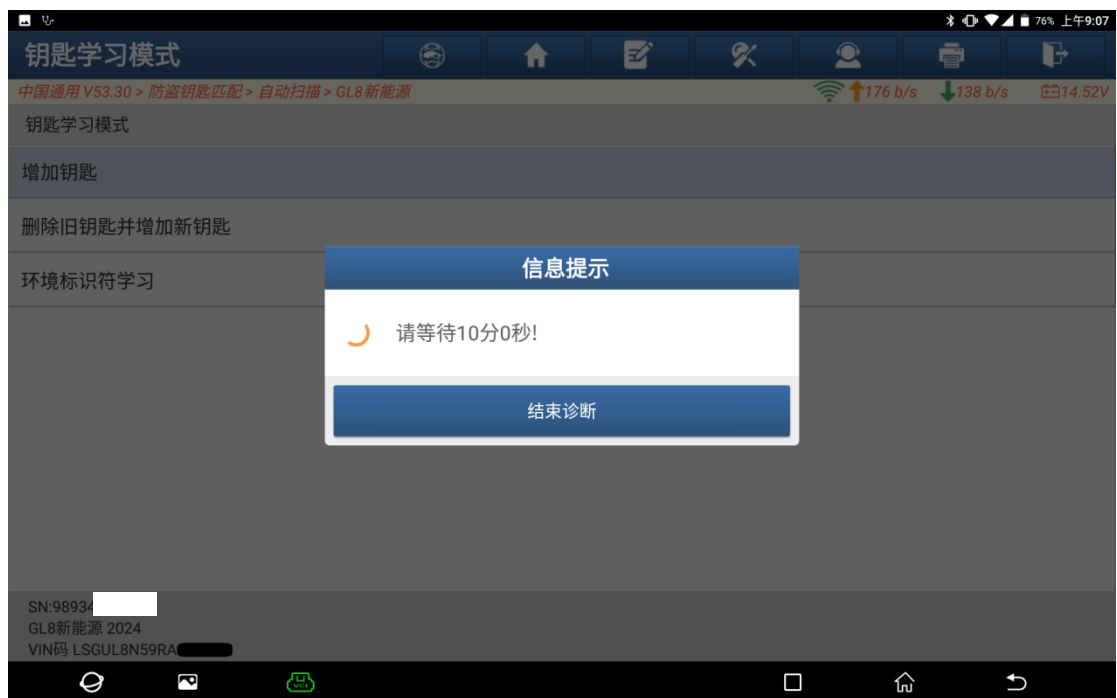 76% 上午9:07
钥匙学习模式
中国通用 V53.30 > 防盗钥匙匹配 > 自动扫描 > GL8新能源
176 b/s 138 b/s 14.52V
钥匙学习模式
增加钥匙
删除旧钥匙并增加新钥匙
环境标识符学习
信息提示
请等待10分0秒!
结束诊断
SN:98934
GL8新能源 2024
VIN码 LSGUL8N59RA
VCI